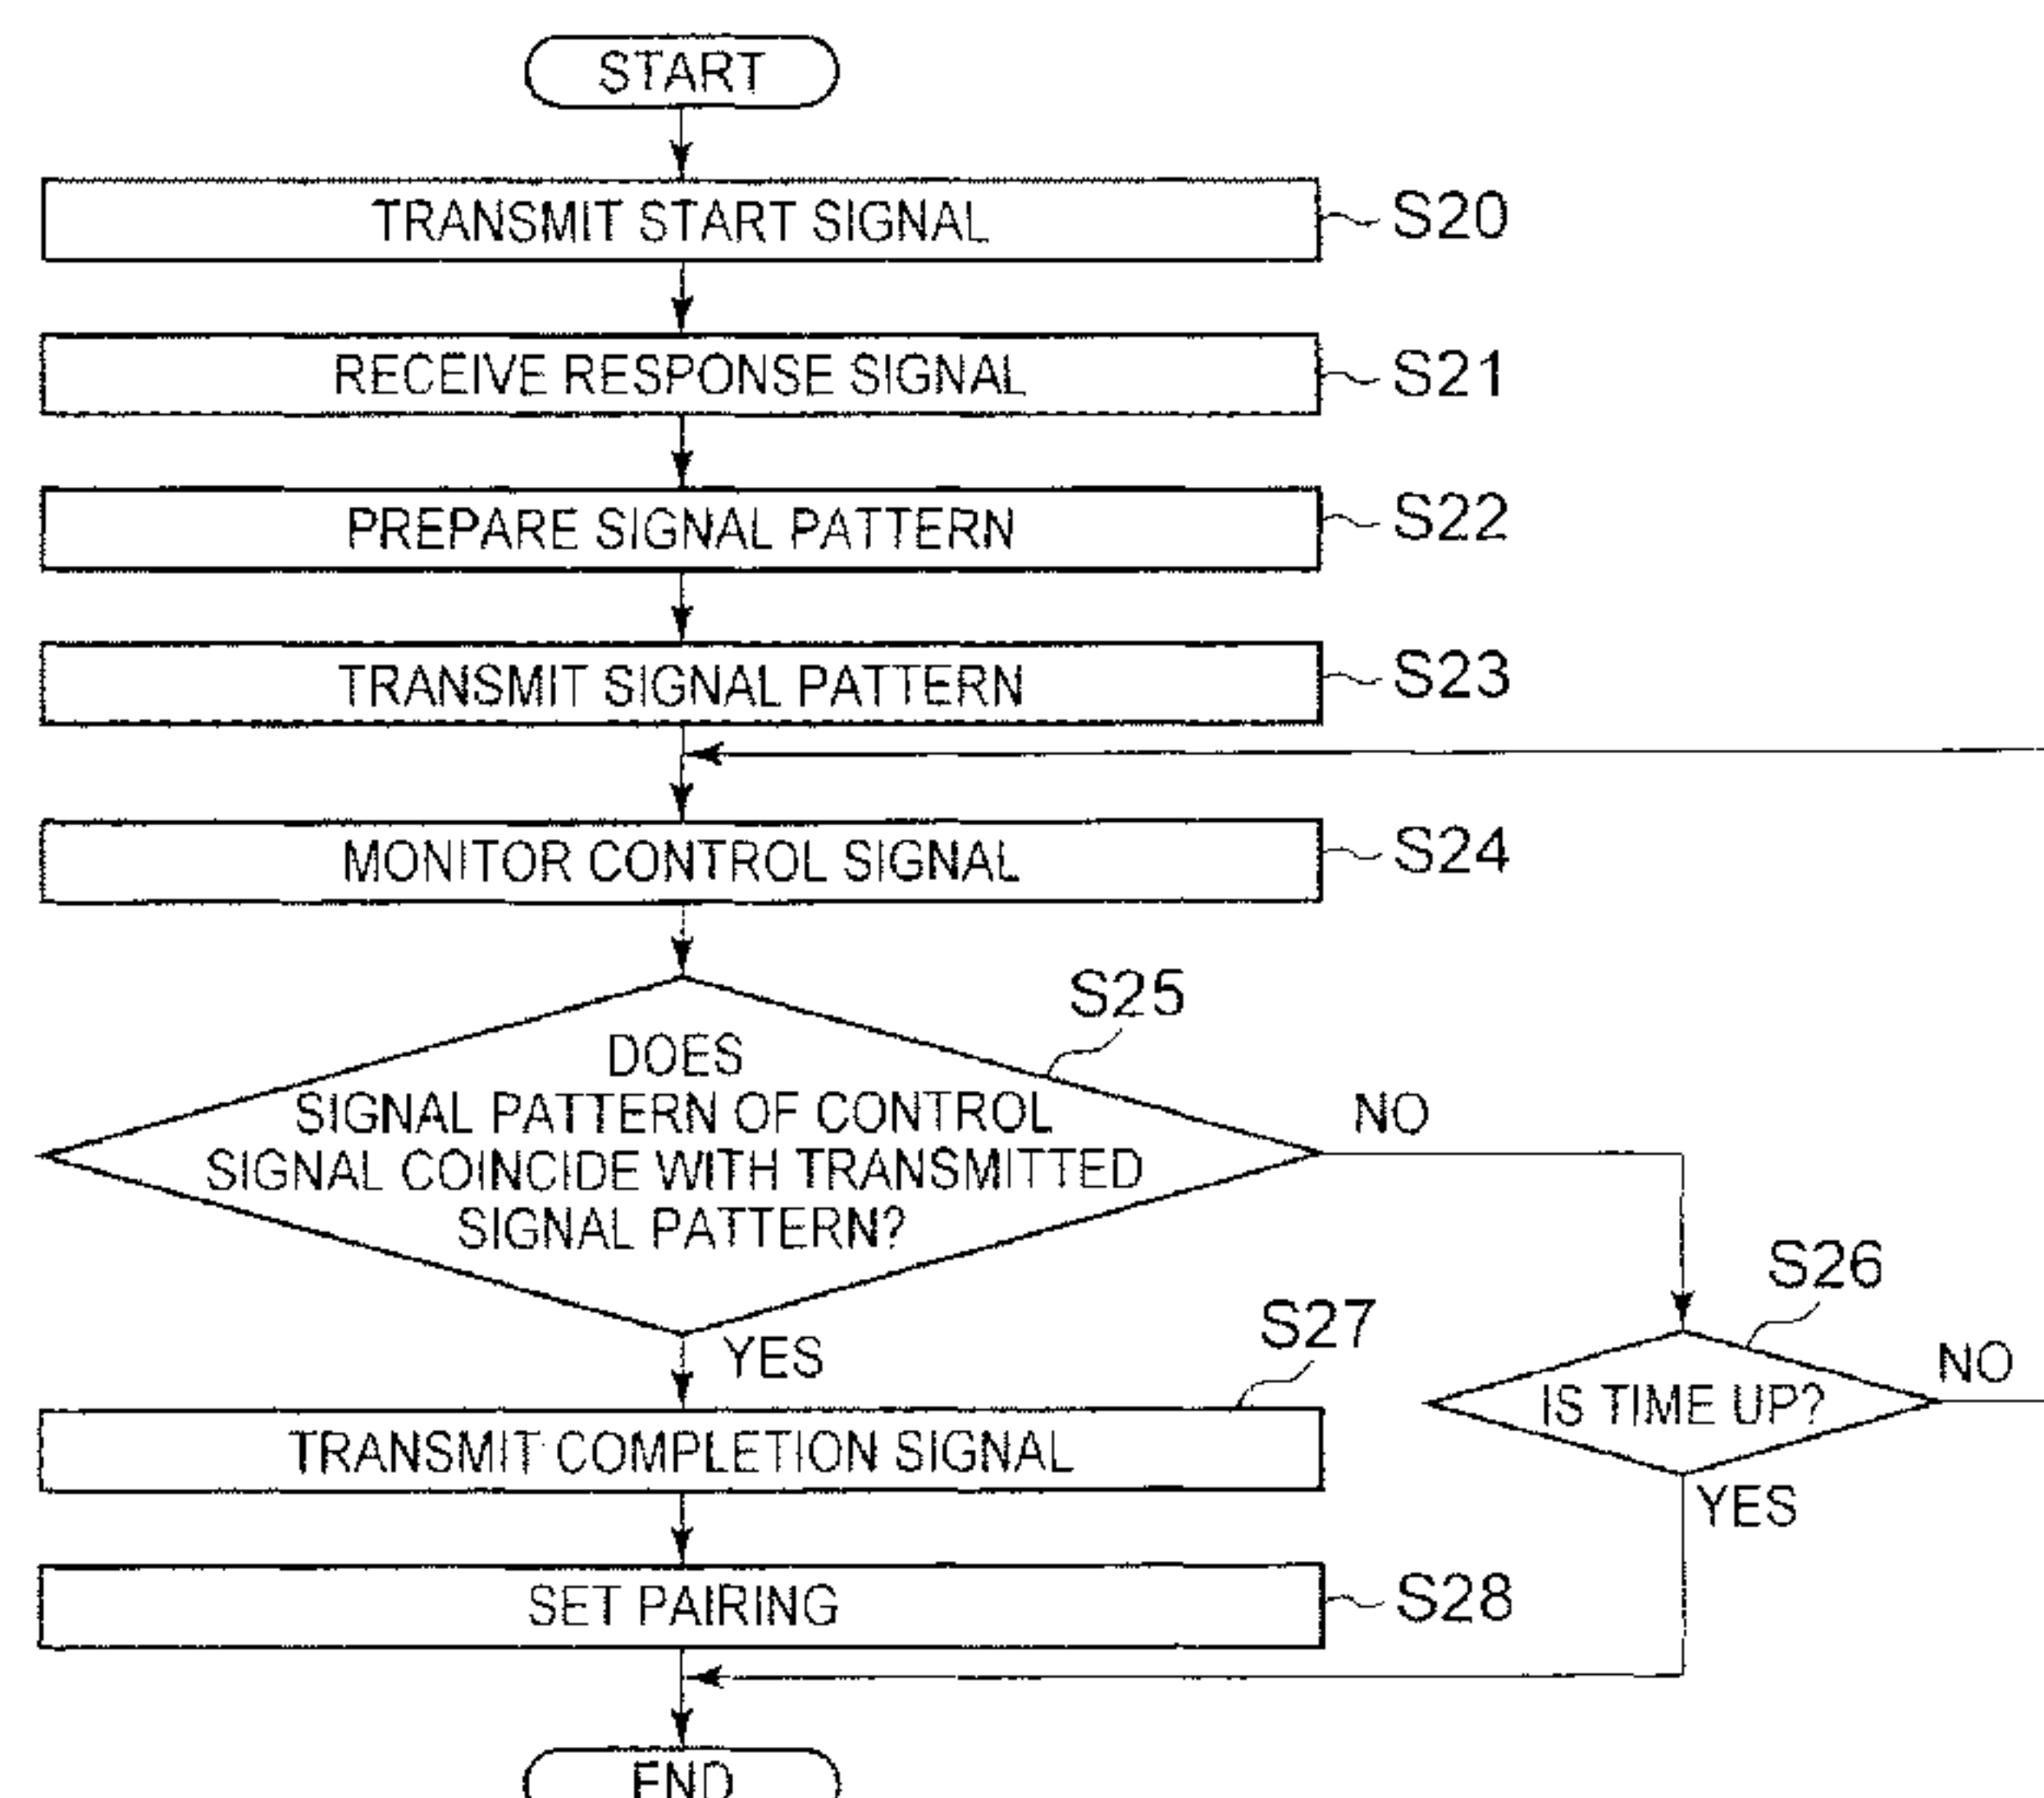 START
TRANSMIT START SIGNAL
S20
RECEIVE RESPONSE SIGNAL
S21
PREPARE SIGNAL PATTERN
S22
TRANSMIT SIGNAL PATTERN
S23
MONITOR CONTROL SIGNAL
S24
S25
DOES
SIGNAL PATTERN OF CONTROL
SIGNAL COINCIDE WITH TRANSMITTED
SIGNAL PATTERN?
NO
YES
S26
IS TIME UP?
NO
YES
S27
TRANSMIT COMPLETION SIGNAL
SET PAIRING
S28
END